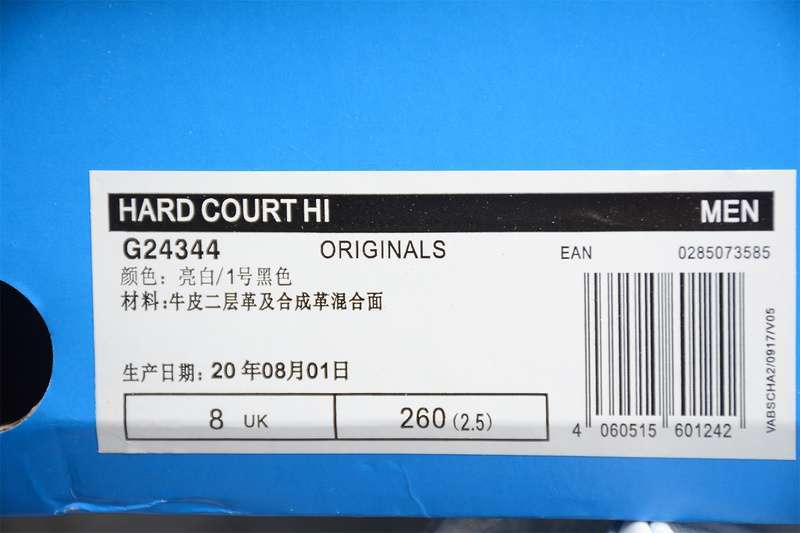 HARD COURT HI MEN
G24344 ORIGINALS EAN 0285073585
颜色：亮白/1号黑色
材料：牛皮二层革及合成革混合面
生产日期：20 年08月01日
8 UK 260 (2.5)
4 060515 601242
VABSCHA2/0917/V05